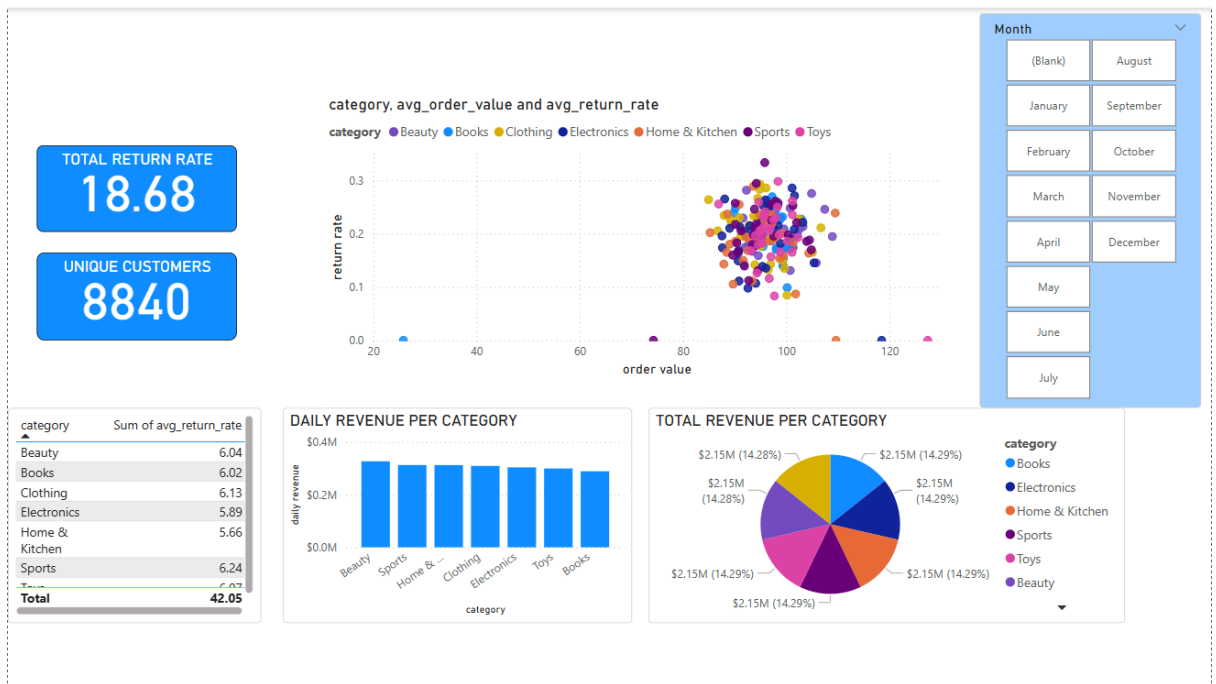 Month
(Blank) August
January September
February October
March November
April December
May
June
July
category, avg_order_value and avg_return_rate
category Beauty Books Clothing Electronics Home & Kitchen Sports Toys
0.3
0.2
0.1
0.0
return rate
20 40 60 80 100 120
order value
TOTAL RETURN RATE
18.68
UNIQUE CUSTOMERS
8840
category Sum of avg_return_rate
Beauty 6.04
Books 6.02
Clothing 6.13
Electronics 5.89
Home & 5.66
Kitchen
Sports 6.24
Toys 6.07
Total 42.05
DAILY REVENUE PER CATEGORY
$0.4M
$0.2M
$0.0M
daily revenue
Beauty Sports Home & ... Clothing Electronics Toys Books
category
TOTAL REVENUE PER CATEGORY
$2.15M (14.28%)
$2.15M (14.29%)
$2.15M
(14.28%)
$2.15M
(14.29%)
$2.15M (14.29%)
$2.15M (14.29%)
$2.15M (14.29%)
category
Books
Electronics
Home & Kitchen
Sports
Toys
Beauty